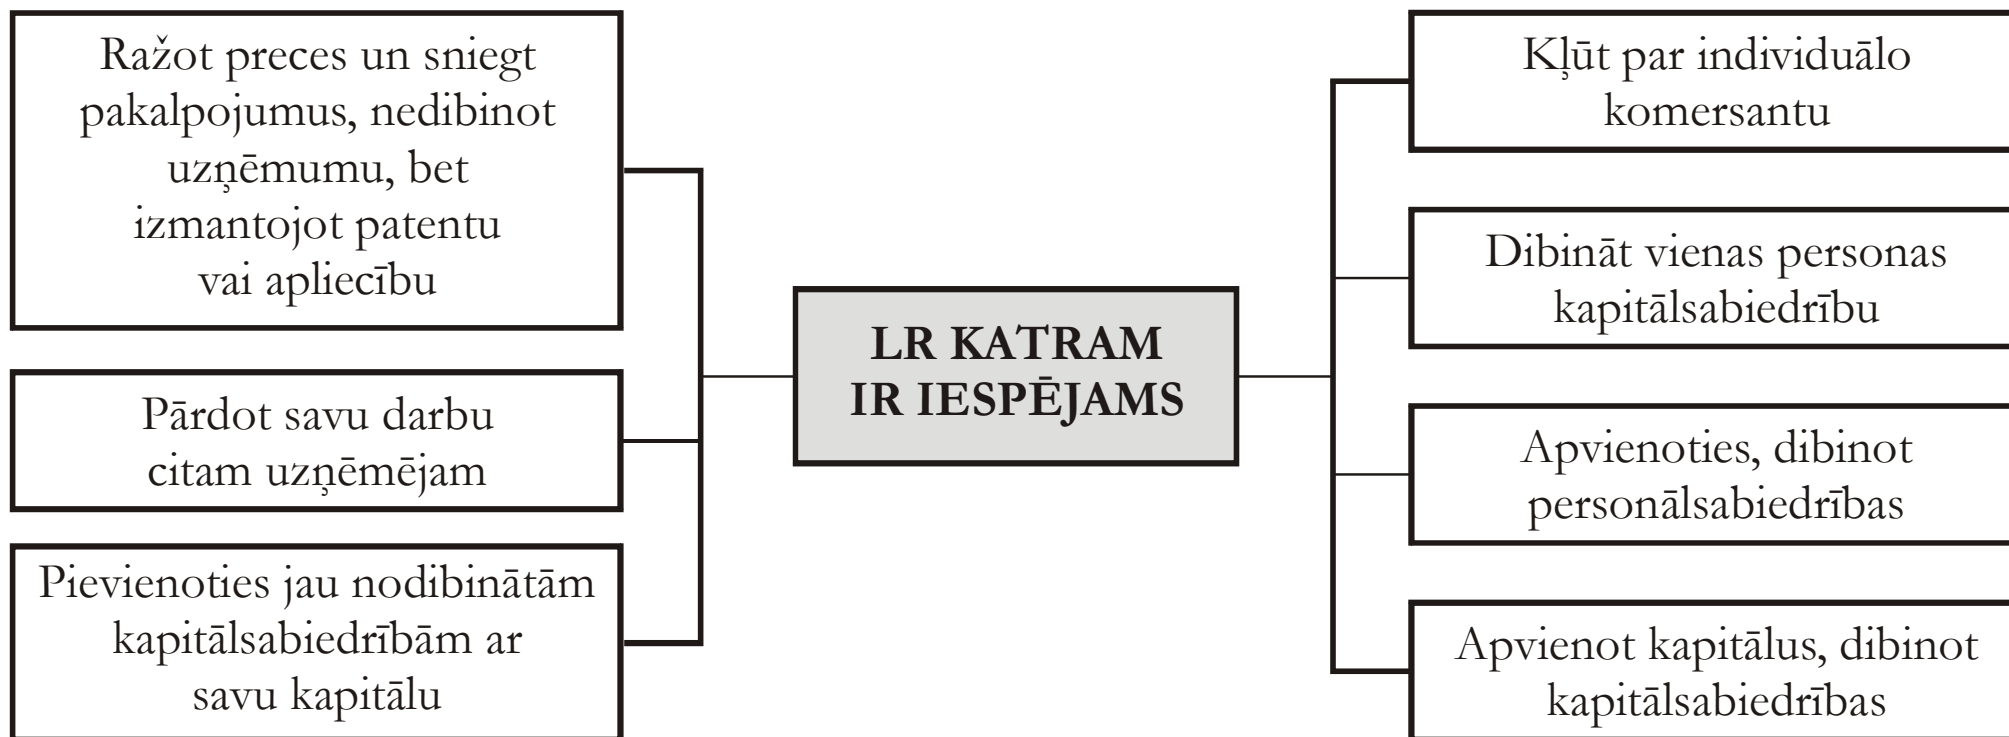 Ražot preces un sniegt
pakalpojumus, nedibinot
uzņēmumu, bet
izmantojot patentu
vai apliecību
Pārdot savu darbu
citam uzņēmējam
Pievienoties jau nodibinātām
kapitālsabiedrībām ar
savu kapitālu
LR KATRAM
IR IESPĒJAMS
Kļūt par individuālo
komersantu
Dibināt vienas personas
kapitālsabiedrību
Apvienoties, dibinot
personālsabiedrības
Apvienot kapitālus, dibinot
kapitālsabiedrības